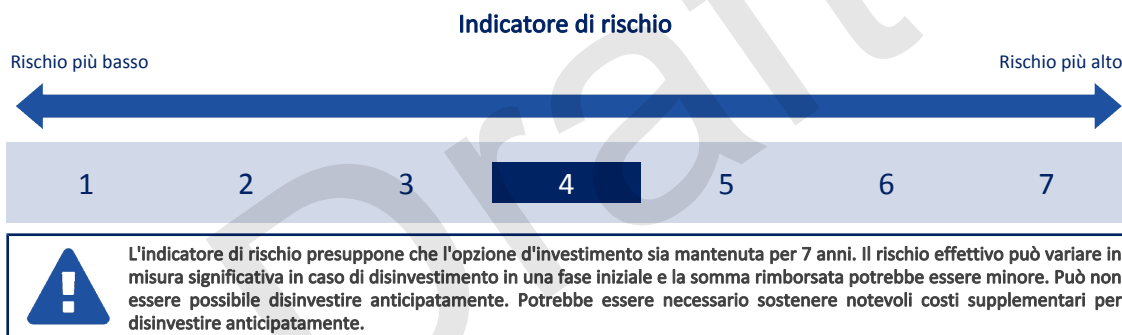 Indicatore di rischio
Rischio più basso Rischio più alto
1 2 3 4 5 6 7
L'indicatore di rischio presuppone che l'opzione d'investimento sia mantenuta per 7 anni. Il rischio effettivo può variare in
misura significativa in caso di disinvestimento in una fase iniziale e la somma rimborsata potrebbe essere minore. Può non
essere possibile disinvestire anticipatamente. Potrebbe essere necessario sostenere notevoli costi supplementari per
disinvestire anticipatamente.
Draft